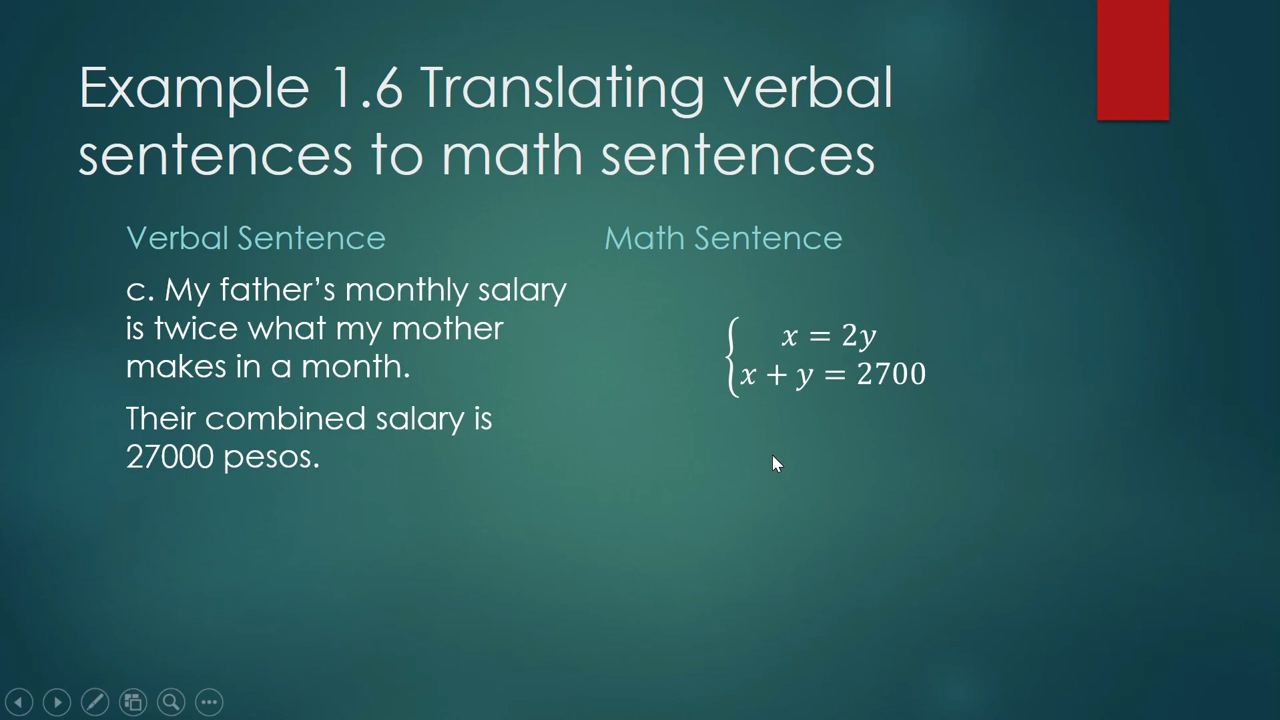 Example 1.6 Translating verbal
sentences to math sentences
Verbal Sentence
c. My father’s monthly salary
is twice what my mother
makes in a month.
Their combined salary is
27000 pesos.
Math Sentence
x = 2y
x + y = 2700